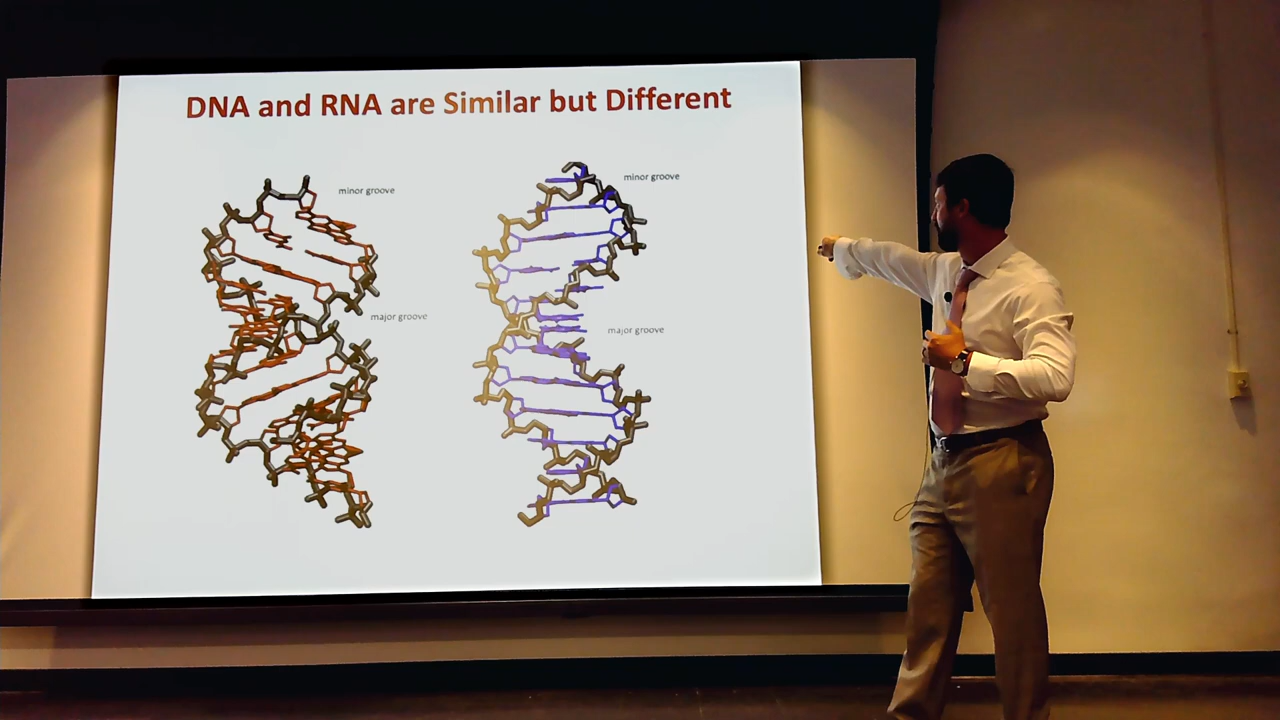 DNA and RNA are Similar but Different
minor groove
major groove
minor groove
major groove